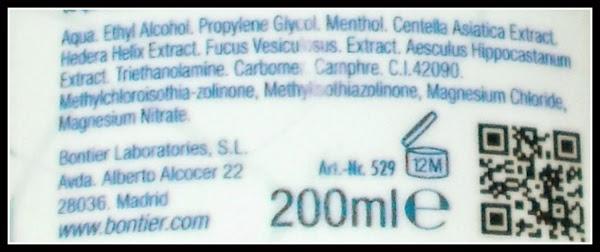 Aqua. Ethyl Alcohol. Propylene Glycol. Menthol. Centella Asiatica Extract.
Hedera Helix Extract. Fucus Vesiculosus. Extract. Aesculus Hippocastanum
Extract. Triethanolamine. Carbomer. Camphre. C.I.42090.
Methylchloroisothia-zolinone, Methylisothiazolinone, Magnesium Chloride,
Magnesium Nitrate.
Bontier Laboratories, S.L.
Avda. Alberto Alcocer 22
28036. Madrid
www.bontier.com
Art.-Nr. 529
12M
200ml e